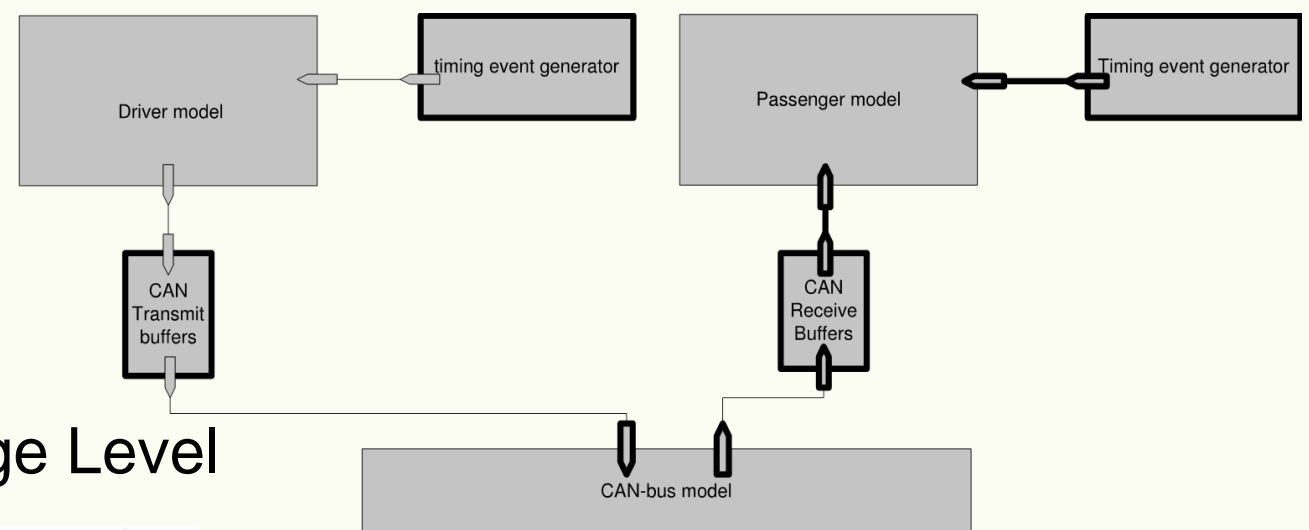 timing event generator
Timing event generator
Driver model
Passenger model
CAN
Transmit
buffers
CAN
Receive
Buffers
ge Level
CAN-bus model